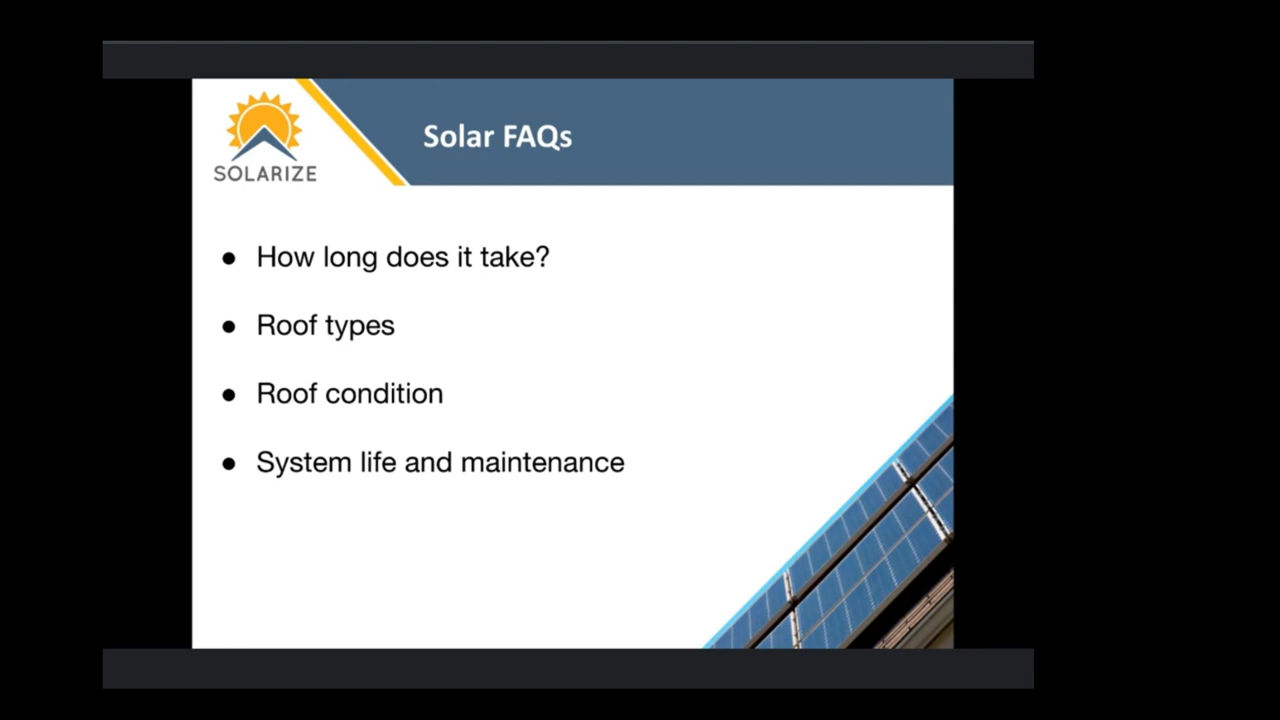 SOLARIZE
Solar FAQs
● How long does it take?
● Roof types
● Roof condition
● System life and maintenance